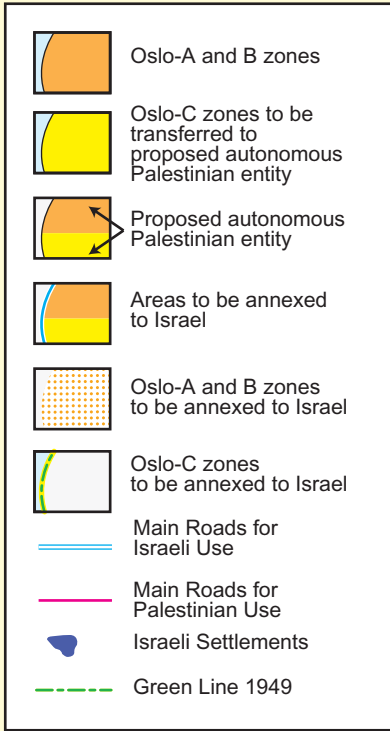 Oslo-A and B zones
Oslo-C zones to be
transferred to
proposed autonomous
Palestinian entity
Proposed autonomous
Palestinian entity
Areas to be annexed
to Israel
Oslo-A and B zones
to be annexed to Israel
Oslo-C zones
to be annexed to Israel
Main Roads for
Israeli Use
Main Roads for
Palestinian Use
Israeli Settlements
Green Line 1949